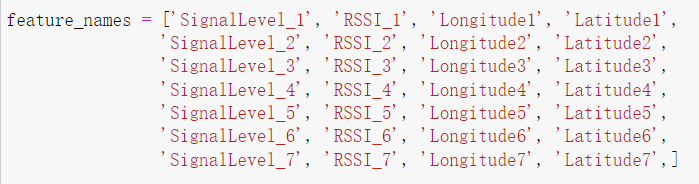 feature_names = ['SignalLevel_1', 'RSSI_1', 'Longitude1', 'Latitude1',
'SignalLevel_2', 'RSSI_2', 'Longitude2', 'Latitude2',
'SignalLevel_3', 'RSSI_3', 'Longitude3', 'Latitude3',
'SignalLevel_4', 'RSSI_4', 'Longitude4', 'Latitude4',
'SignalLevel_5', 'RSSI_5', 'Longitude5', 'Latitude5',
'SignalLevel_6', 'RSSI_6', 'Longitude6', 'Latitude6',
'SignalLevel_7', 'RSSI_7', 'Longitude7', 'Latitude7',]